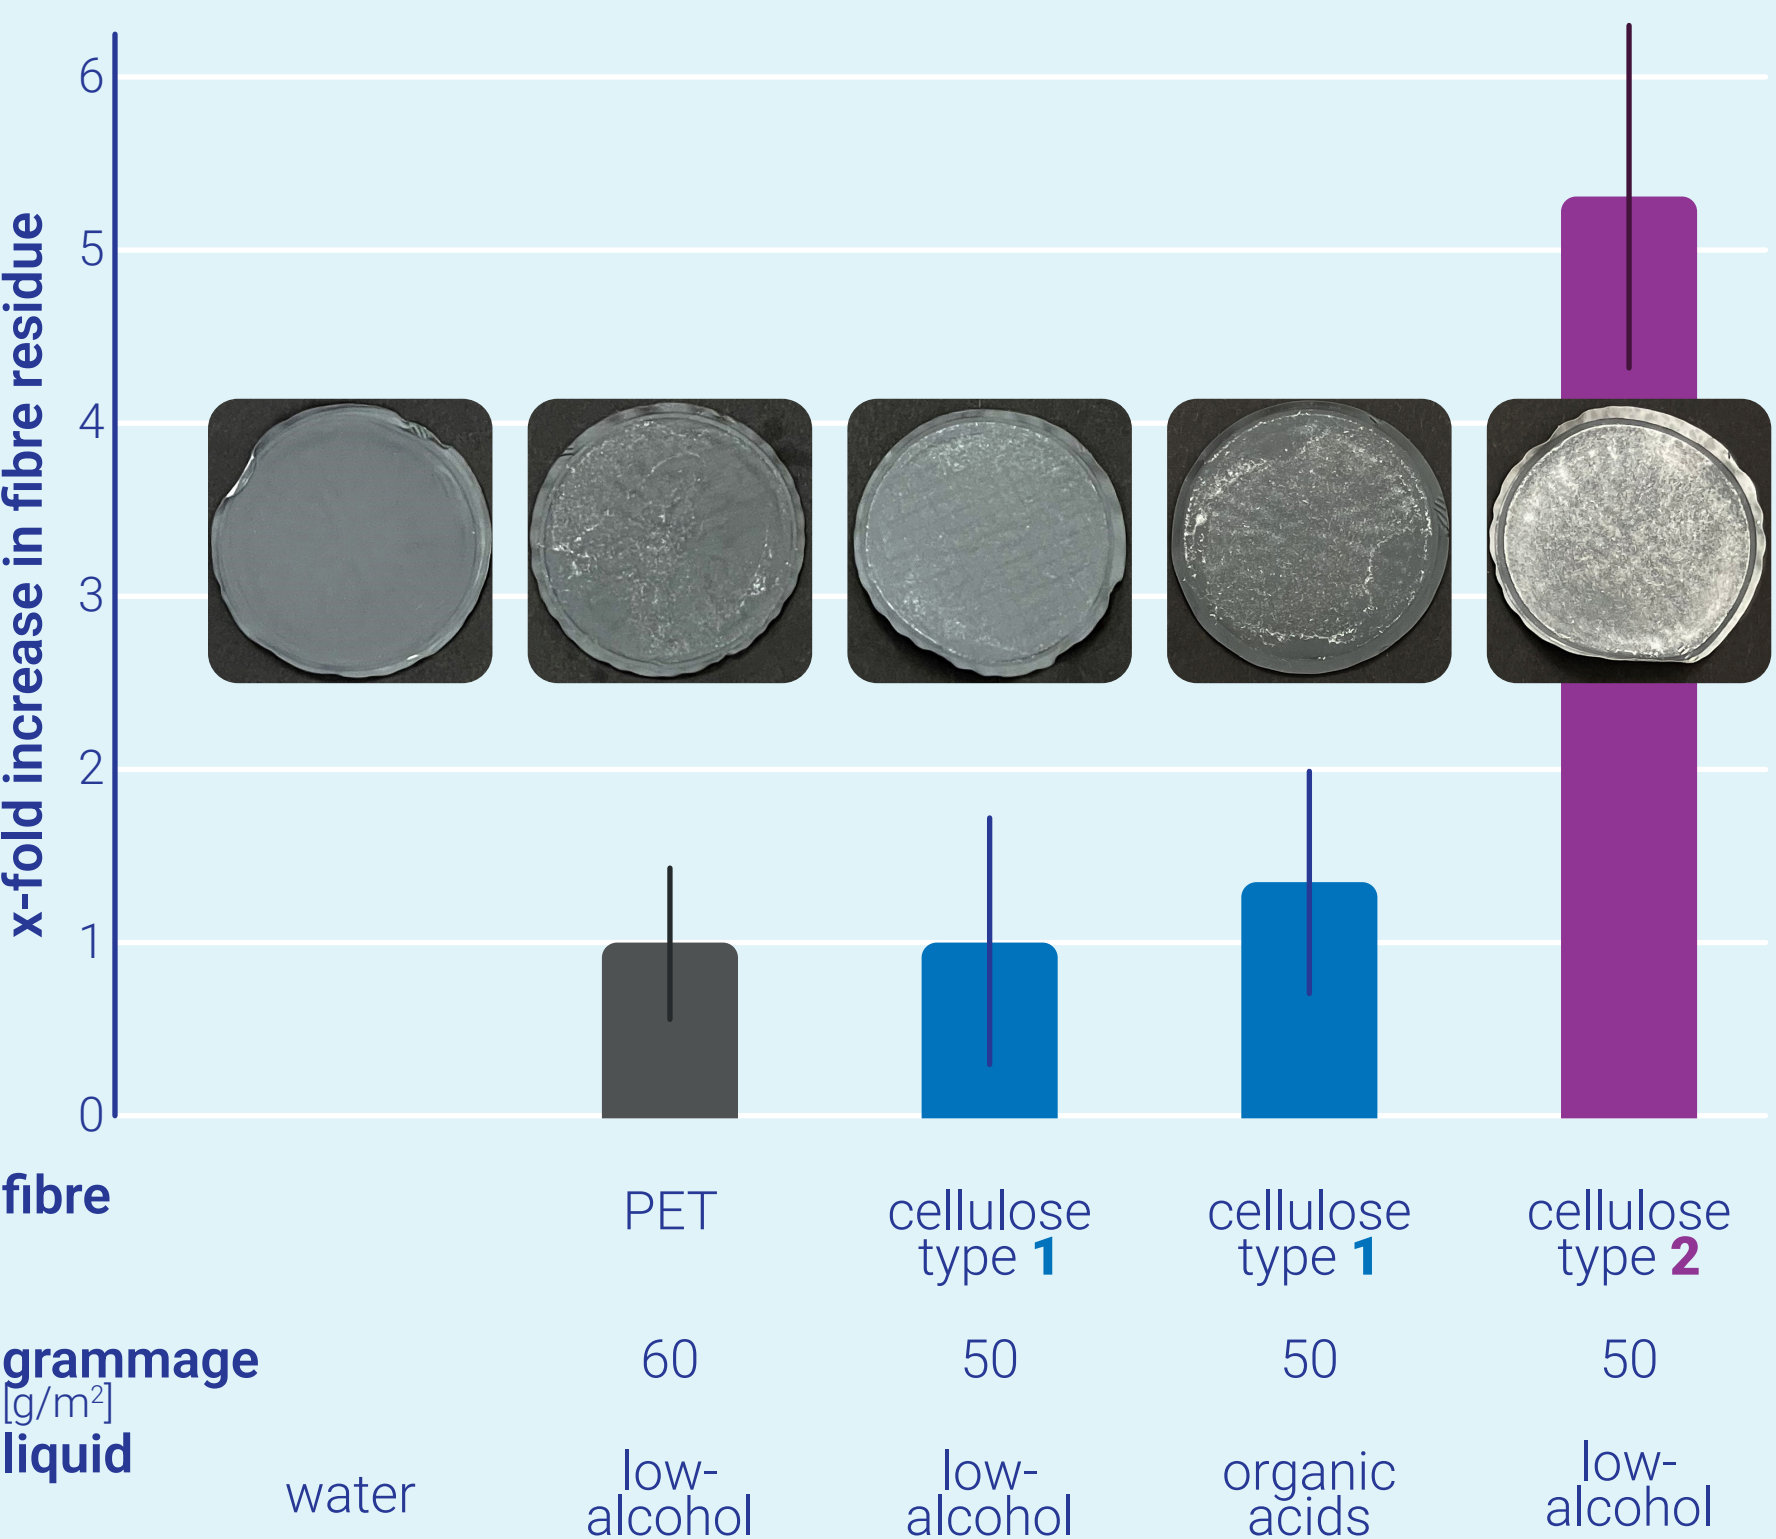 x-fold increase in fibre residue
6
5
4
3
2
1
0
fibre
PET
cellulose
type 1
cellulose
type 1
cellulose
type 2
grammage
[g/m²]
60
50
50
50
liquid
water
low-
alcohol
low-
alcohol
organic
acids
low-
alcohol